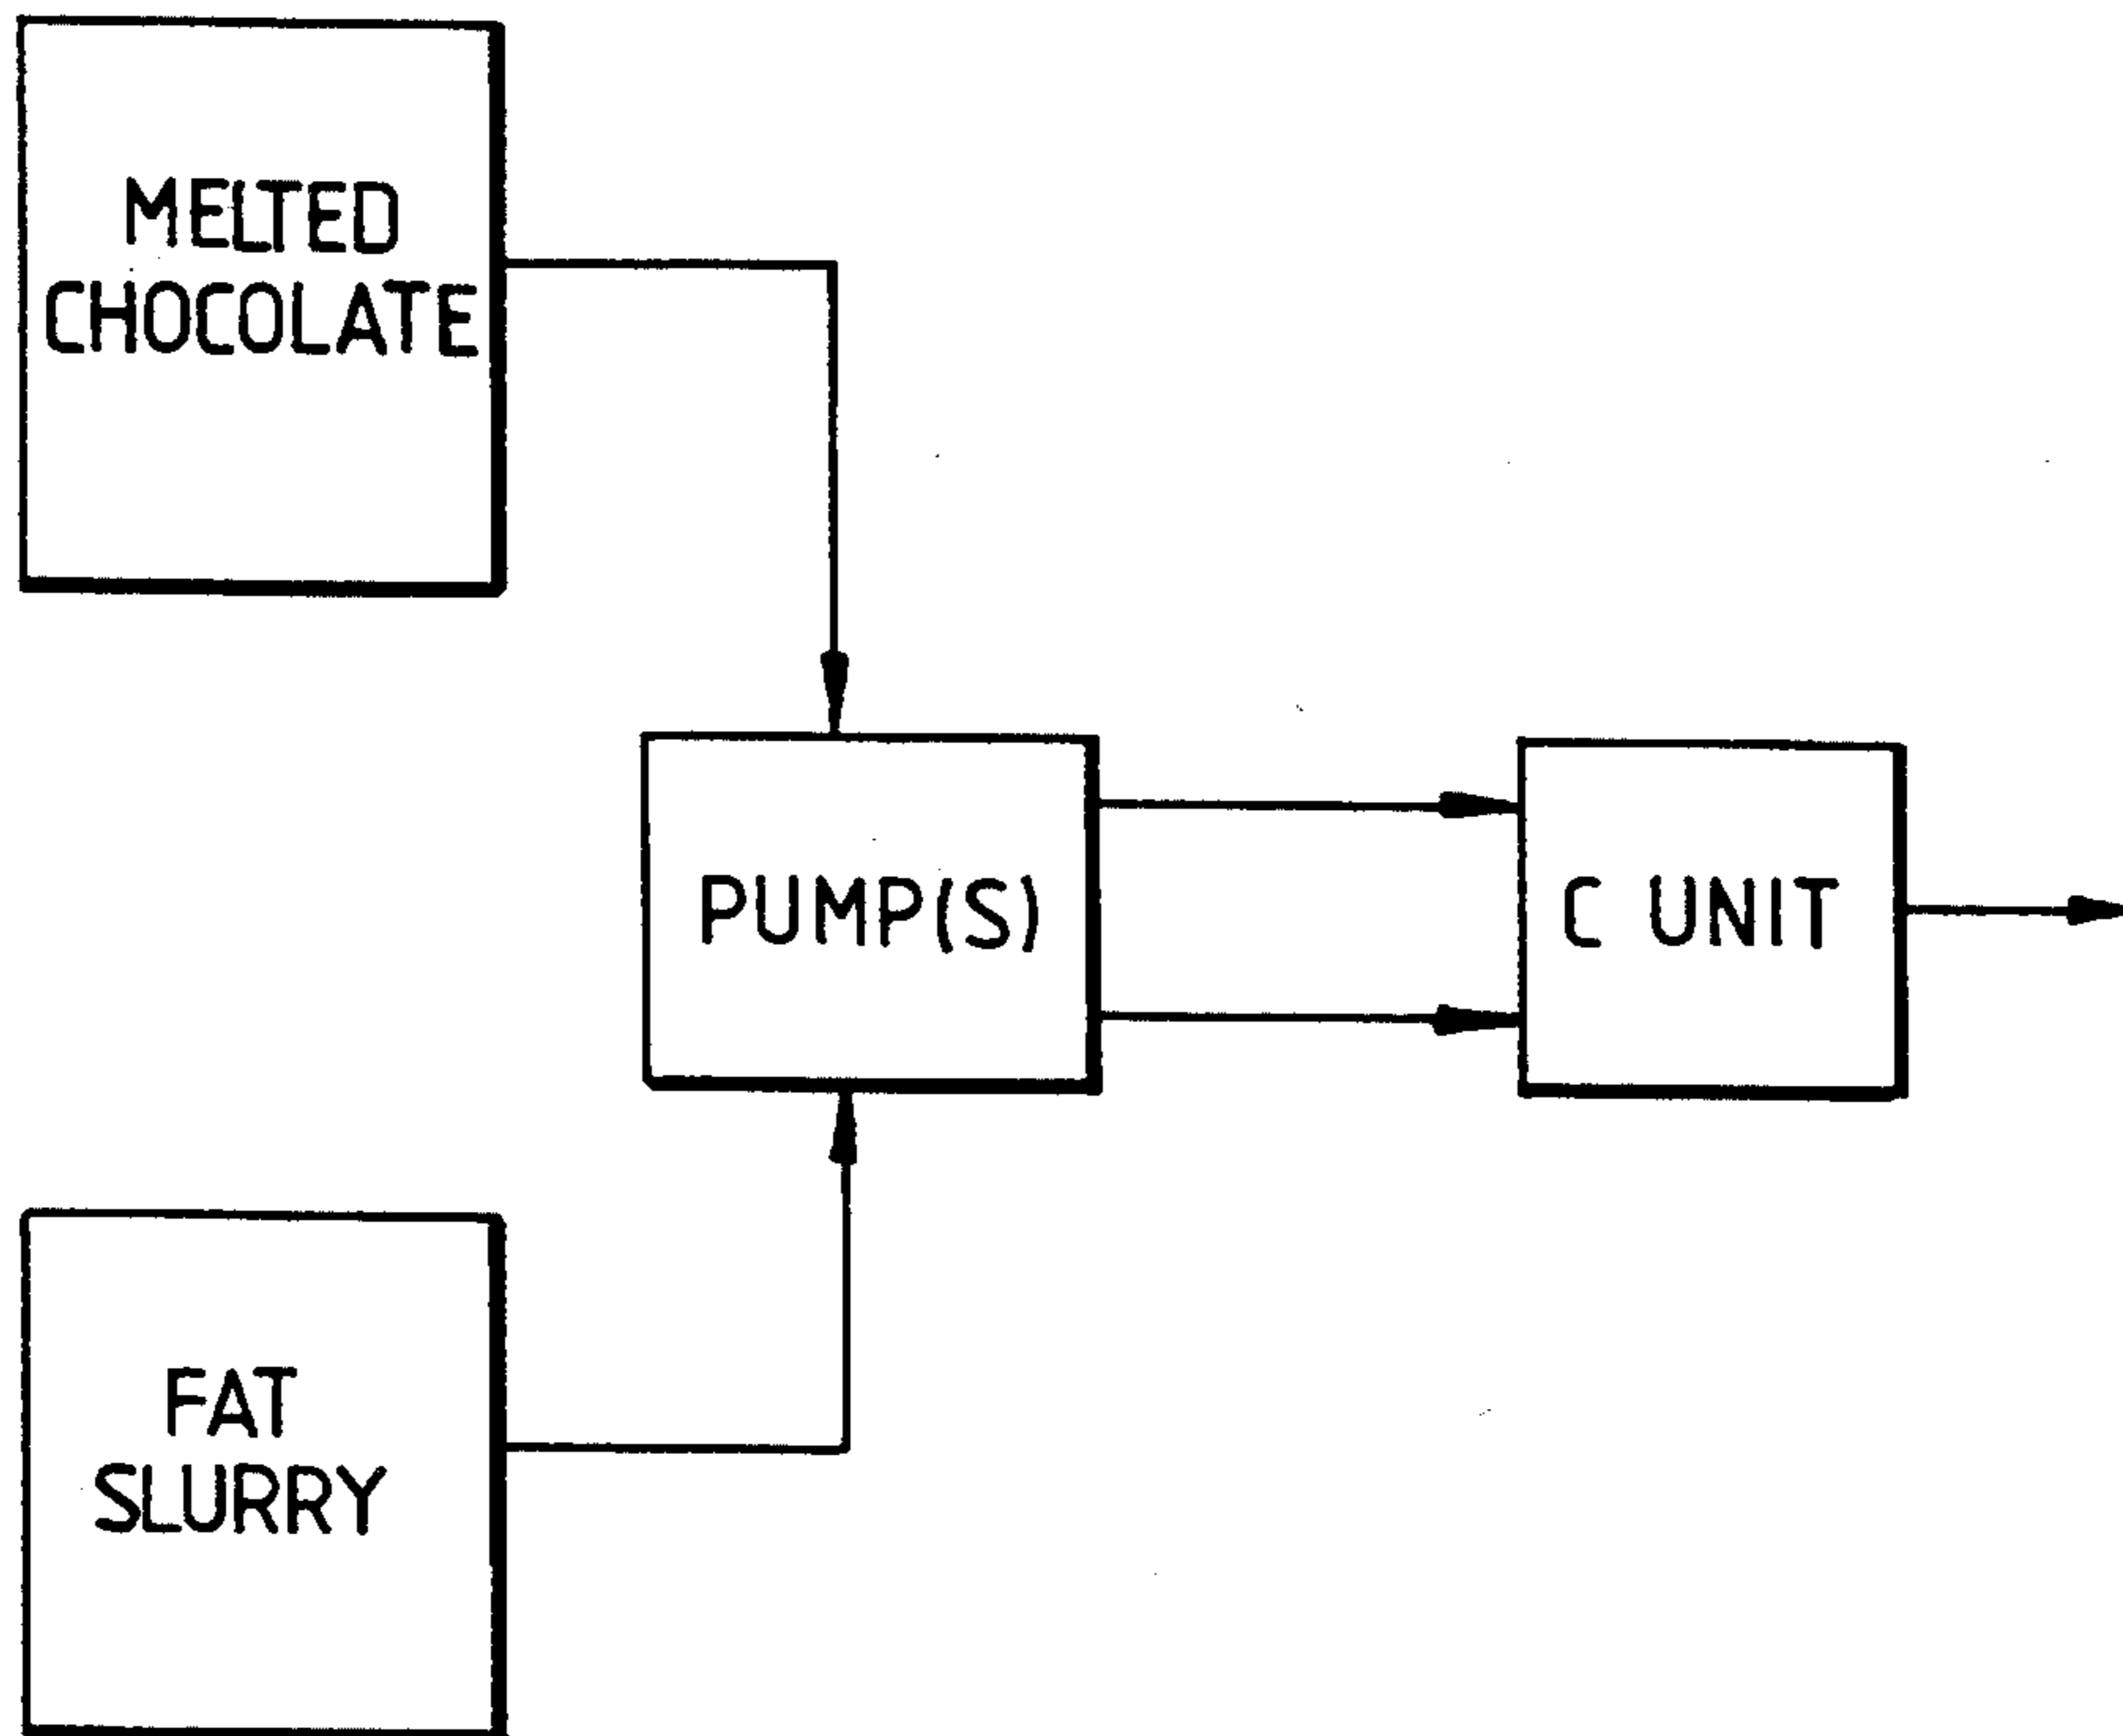 MELTED
CHOCOLATE
PUMP(S)
C UNIT
FAT
SLURRY